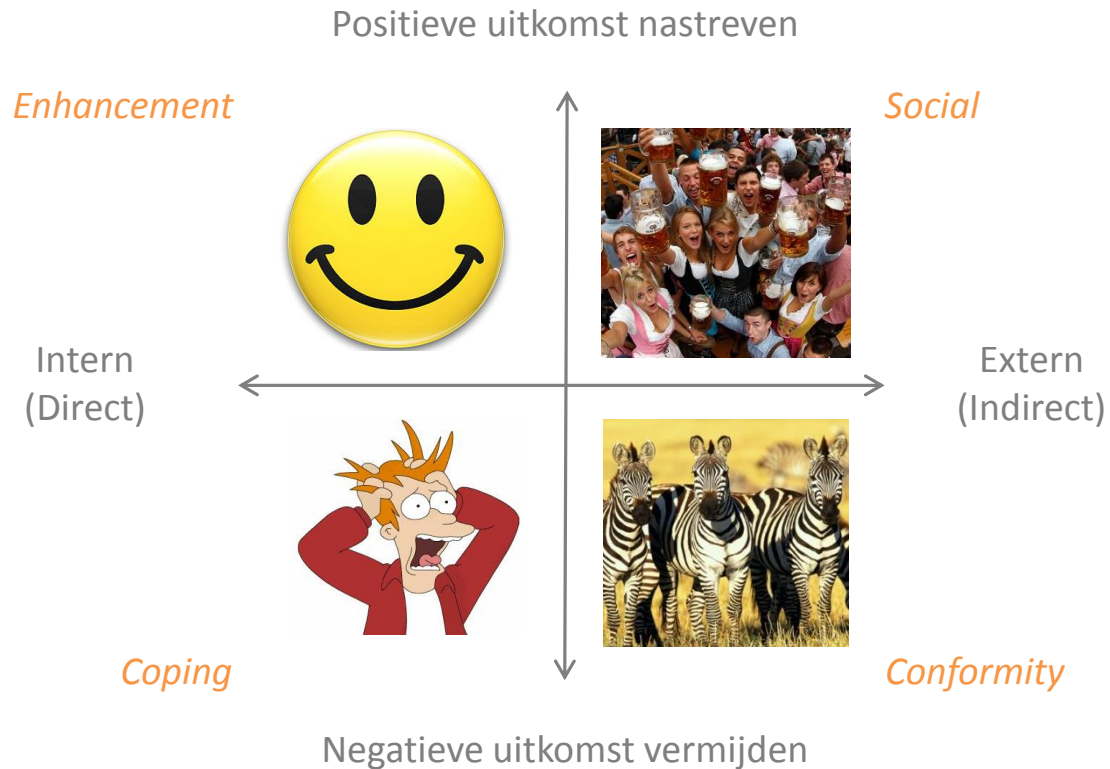 Positieve uitkomst nastreven
Enhancement
Social
Intern
(Direct)
Extern
(Indirect)
Coping
Conformity
Negatieve uitkomst vermijden